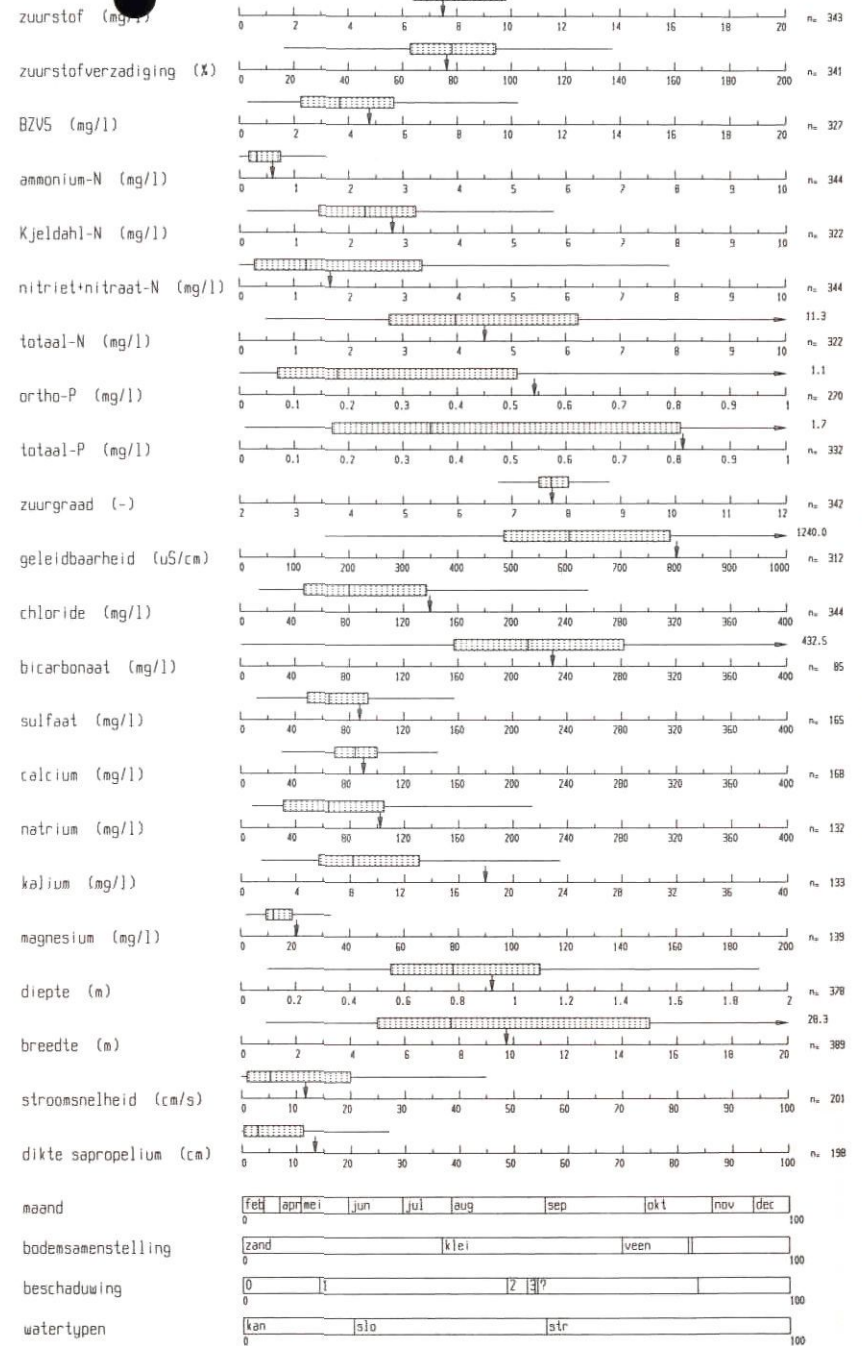 zuurstof (mg/l) 0 2 4 6 8 10 12 14 16 18 20 n= 343
zuurstofverzadiging (%) 0 20 40 60 80 100 120 140 160 180 200 n= 341
BZV5 (mg/l) 0 2 4 6 8 10 12 14 16 18 20 n= 327
ammonium-N (mg/l) 0 1 2 3 4 5 6 7 8 9 10 n= 344
Kjeldahl-N (mg/l) 0 1 2 3 4 5 6 7 8 9 10 n= 322
nitriet+nitraat-N (mg/l) 0 1 2 3 4 5 6 7 8 9 10 n= 344
11.3
totaal-N (mg/l) 0 1 2 3 4 5 6 7 8 9 10 n= 322
1.1
ortho-P (mg/l) 0 0.1 0.2 0.3 0.4 0.5 0.6 0.7 0.8 0.9 1 n= 270
1.7
totaal-P (mg/l) 0 0.1 0.2 0.3 0.4 0.5 0.6 0.7 0.8 0.9 1 n= 332
zuurgraad (-) 2 3 4 5 6 7 8 9 10 11 12 n= 342
1240.0
geleidbaarheid (uS/cm) 0 100 200 300 400 500 600 700 800 900 1000 n= 312
chloride (mg/l) 0 40 80 120 160 200 240 280 320 360 400 n= 344
432.5
bicarbonaat (mg/l) 0 40 80 120 160 200 240 280 320 360 400 n= 85
sulfaat (mg/l) 0 40 80 120 160 200 240 280 320 360 400 n= 165
calcium (mg/l) 0 40 80 120 160 200 240 280 320 360 400 n= 168
natrium (mg/l) 0 40 80 120 160 200 240 280 320 360 400 n= 132
kalium (mg/l) 0 4 8 12 16 20 24 28 32 36 40 n= 133
magnesium (mg/l) 0 20 40 60 80 100 120 140 160 180 200 n= 139
diepte (m) 0 0.2 0.4 0.6 0.8 1 1.2 1.4 1.6 1.8 2 n= 378
28.3
breedte (m) 0 2 4 6 8 10 12 14 16 18 20 n= 389
stroomsnelheid (cm/s) 0 10 20 30 40 50 60 70 80 90 100 n= 201
dikte sapropelium (cm) 0 10 20 30 40 50 60 70 80 90 100 n= 198
maand feb apr mei jun jul aug sep okt nov dec
0 100
bodemsamenstelling zand klei veen
0 100
beschaduwing 0 1 2 3 ?
0 100
watertypen kan slo str
0 100